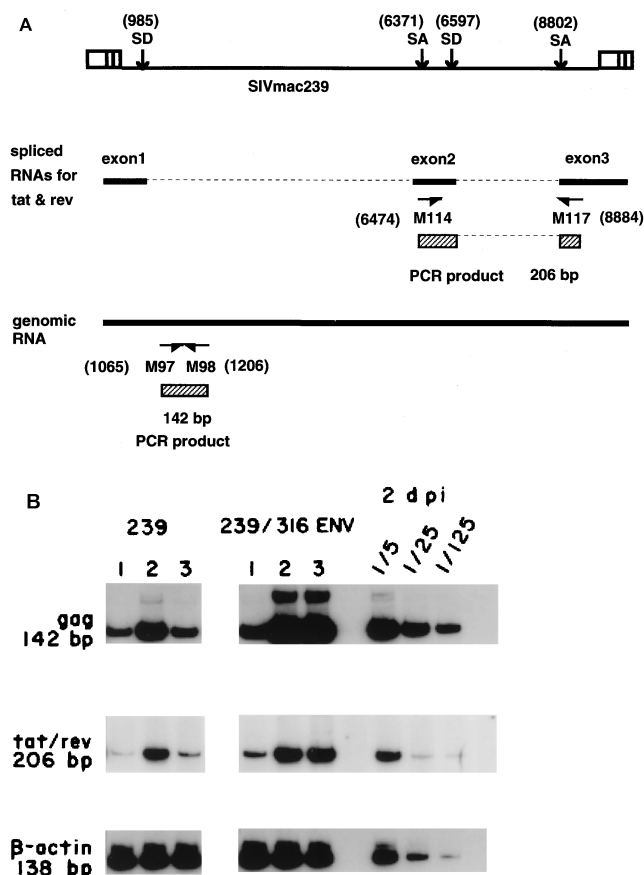 A
(985)
SD
(6371)
SA
(6597)
SD
(8802)
SA
SIVmac239
spliced
RNAs for
tat & rev
exon1
exon2
exon3
(6474)
M114
M117
(8884)
PCR product
206 bp
genomic
RNA
(1065)
M97
M98
(1206)
142 bp
PCR product
B
239
239/316 ENV
2 dpi
1 2 3 1 2 3 1/5 1/25 1/125
gag
142 bp
tat/rev
206 bp
β-actin
138 bp